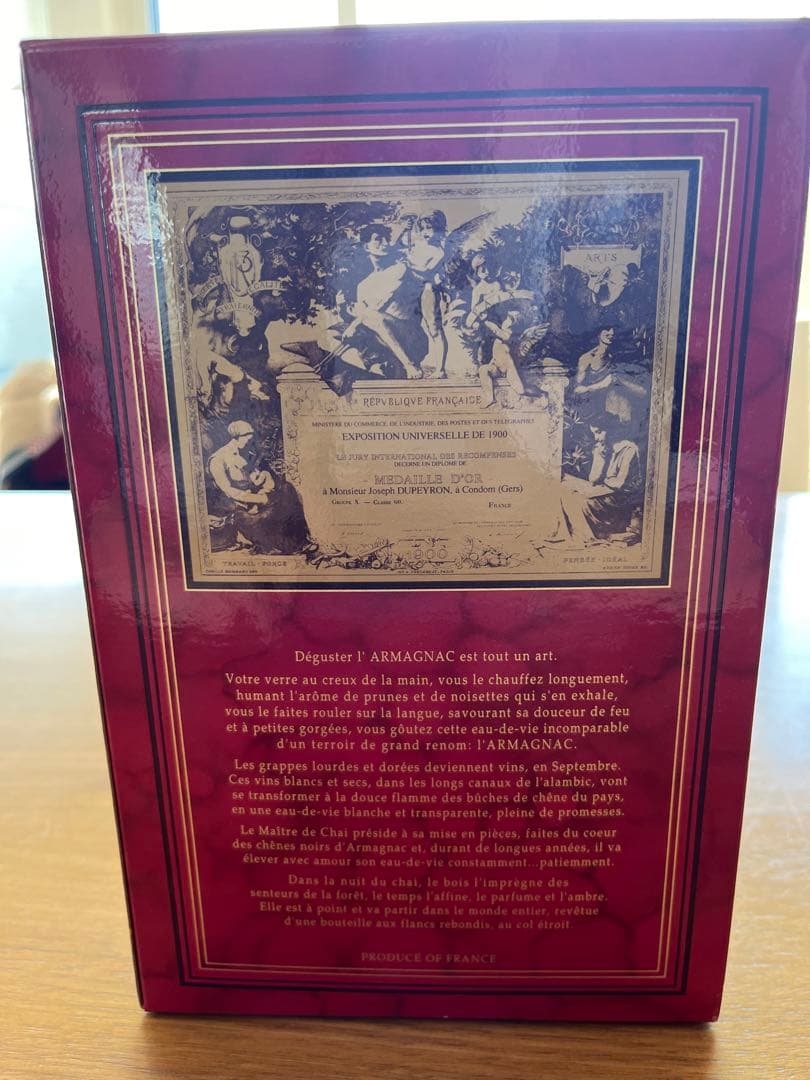 ARTS
RÉPVBLIQVE FRANÇAISE
MINISTERE DU COMMERCE, DE L'INDUSTRIE, DES POSTES ET DES TELEGRAPHES
EXPOSITION UNIVERSELLE DE 1900
LE JURY INTERNATIONAL DES RECOMPENSES
DECERNE UN DIPLOME DE
MEDAILLE D'OR
à Monsieur Joseph DUPEYRON, à Condom (Gers)
GROUPE X. — CLASSE
FRANCE
1900
TRAVAIL - FORCE
PENSÉE - IDÉAL
Déguster l' ARMAGNAC est tout un art.
Votre verre au creux de la main, vous le chauffez longuement,
humant l'arôme de prunes et de noisettes qui s'en exhale,
vous le faites rouler sur la langue, savourant sa douceur de feu
et à petites gorgées, vous gôutez cette eau-de-vie incomparable
d'un terroir de grand renom: l'ARMAGNAC.
Les grappes lourdes et dorées deviennent vins, en Septembre.
Ces vins blancs et secs, dans les longs canaux de l'alambic, vont
se transformer à la douce flamme des bûches de chêne du pays,
en une eau-de-vie blanche et transparente, pleine de promesses.
Le Maître de Chai préside à sa mise en pièces, faites du coeur
des chênes noirs d'Armagnac et, durant de longues années, il va
élever avec amour son eau-de-vie constamment...patiemment.
Dans la nuit du chai, le bois l'imprègne des
senteurs de la forêt, le temps l'affine, le parfume et l'ambre.
Elle est à point et va partir dans le monde entier, revêtue
d'une bouteille aux flancs rebondis, au col étroit.
PRODUCE OF FRANCE